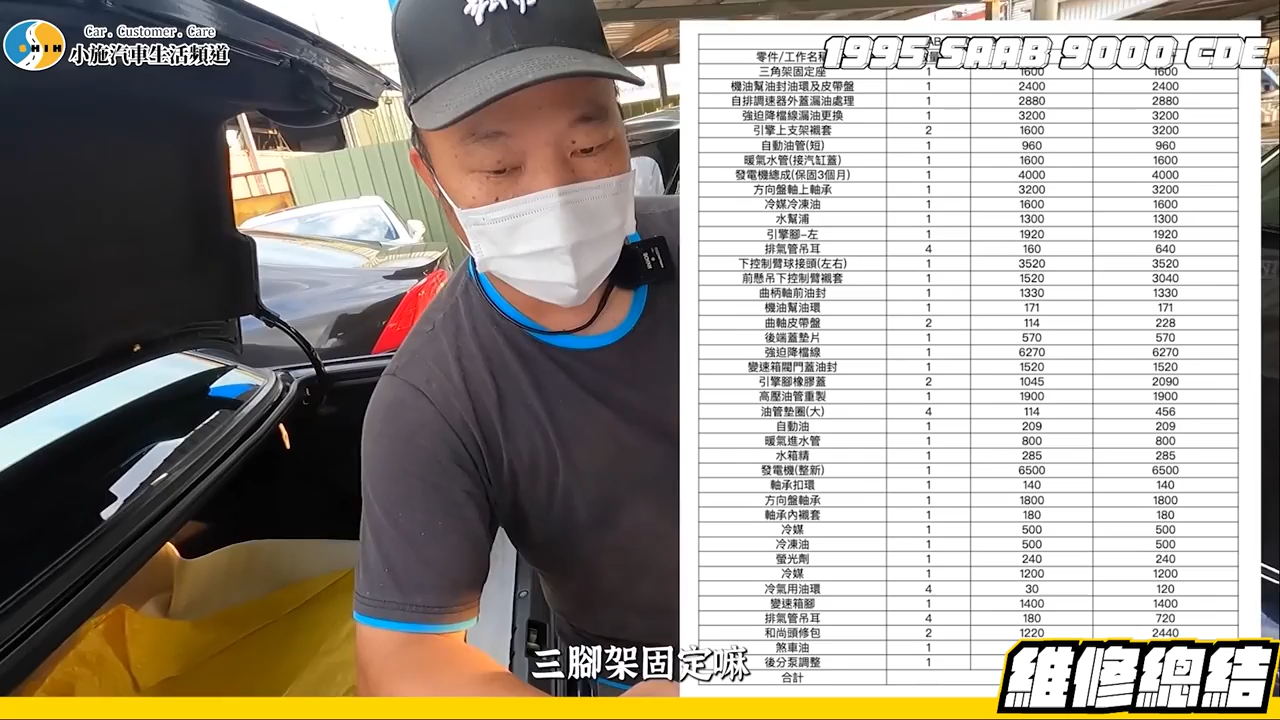 Car . Customer . Care
OHIH
小施汽車生活頻道
1995 SAAB 9000 CDE
零件/工作名稱
三角架固定座 1 1600 1600
機油幫油封油環及皮帶盤 1 2400 2400
自排調速器外蓋漏油處理 1 2880 2880
強迫降檔線漏油更換 1 3200 3200
引擎上支架襯套 2 1600 3200
自動油管(短) 1 960 960
暖氣水管(接汽缸蓋) 1 1600 1600
發電機總成(保固3個月) 1 4000 4000
方向盤軸上軸承 1 3200 3200
冷媒冷凍油 1 1600 1600
水幫浦 1 1300 1300
引擎腳-左 1 1920 1920
排氣管吊耳 4 160 640
下控制臂球接頭(左右) 1 3520 3520
前懸吊下控制臂襯套 1 1520 3040
曲柄軸前油封 1 1330 1330
機油幫油環 1 171 171
曲軸皮帶盤 2 114 228
後端蓋墊片 1 570 570
強迫降檔線 1 6270 6270
變速箱閥門蓋油封 1 1520 1520
引擎腳橡膠蓋 2 1045 2090
高壓油管重製 1 1900 1900
油管墊圈(大) 4 114 456
自動油 1 209 209
暖氣進水管 1 800 800
水箱精 1 285 285
發電機(整新) 1 6500 6500
軸承扣環 1 140 140
方向盤軸承 1 1800 1800
軸承內襯套 1 180 180
冷媒 1 500 500
冷凍油 1 500 500
螢光劑 1 240 240
冷媒 1 1200 1200
冷氣用油環 4 30 120
變速箱腳 1 1400 1400
排氣管吊耳 4 180 720
和尚頭修包 2 1220 2440
煞車油 1
後分泵調整 1
合計
三腳架固定嘛
維修總結